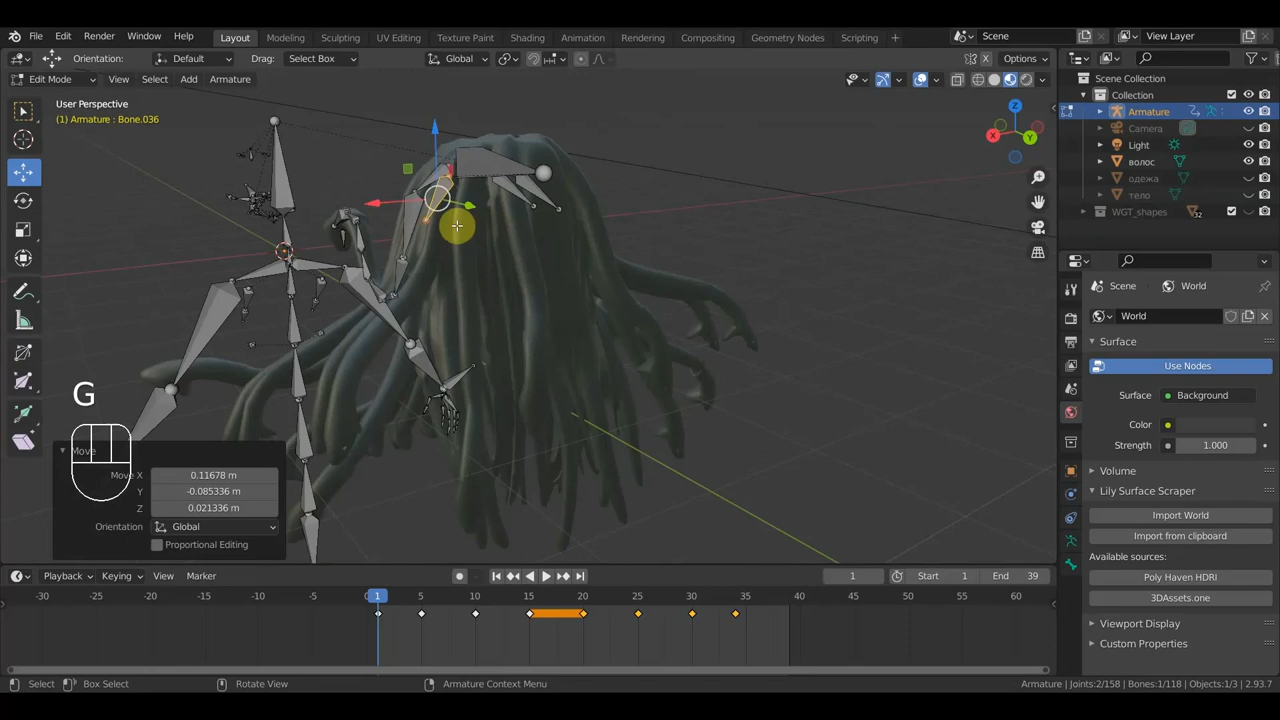 File Edit Render Window Help Layout Modeling Sculpting UV Editing Texture Paint Shading Animation Rendering Compositing Geometry Nodes Scripting Scene View Layer
Orientation: Default Drag: Select Box Global Options
Edit Mode View Select Add Armature
User Perspective
(1) Armature : Bone.036
X Y Z
Scene Collection
Collection
Armature
Camera
Light
волос
одежа
тело
WGT_shapes 32
Scene World
World
Surface
Use Nodes
Surface Background
Color
Strength 1.000
Volume
Lily Surface Scraper
Import World
Import from clipboard
Available sources:
Poly Haven HDRI
3DAssets.one
Viewport Display
Custom Properties
G
Move
Move X 0.11678 m
Y -0.085336 m
Z 0.021336 m
Orientation Global
Proportional Editing
Playback Keying View Marker 1 Start 1 End 39
-30 -25 -20 -15 -10 -5 0 1 5 10 15 20 25 30 35 40 45 50 55 60
Select Box Select Rotate View Armature Context Menu Armature | Joints:2/158 | Bones:1/118 | Objects:1/3 | 2.93.7